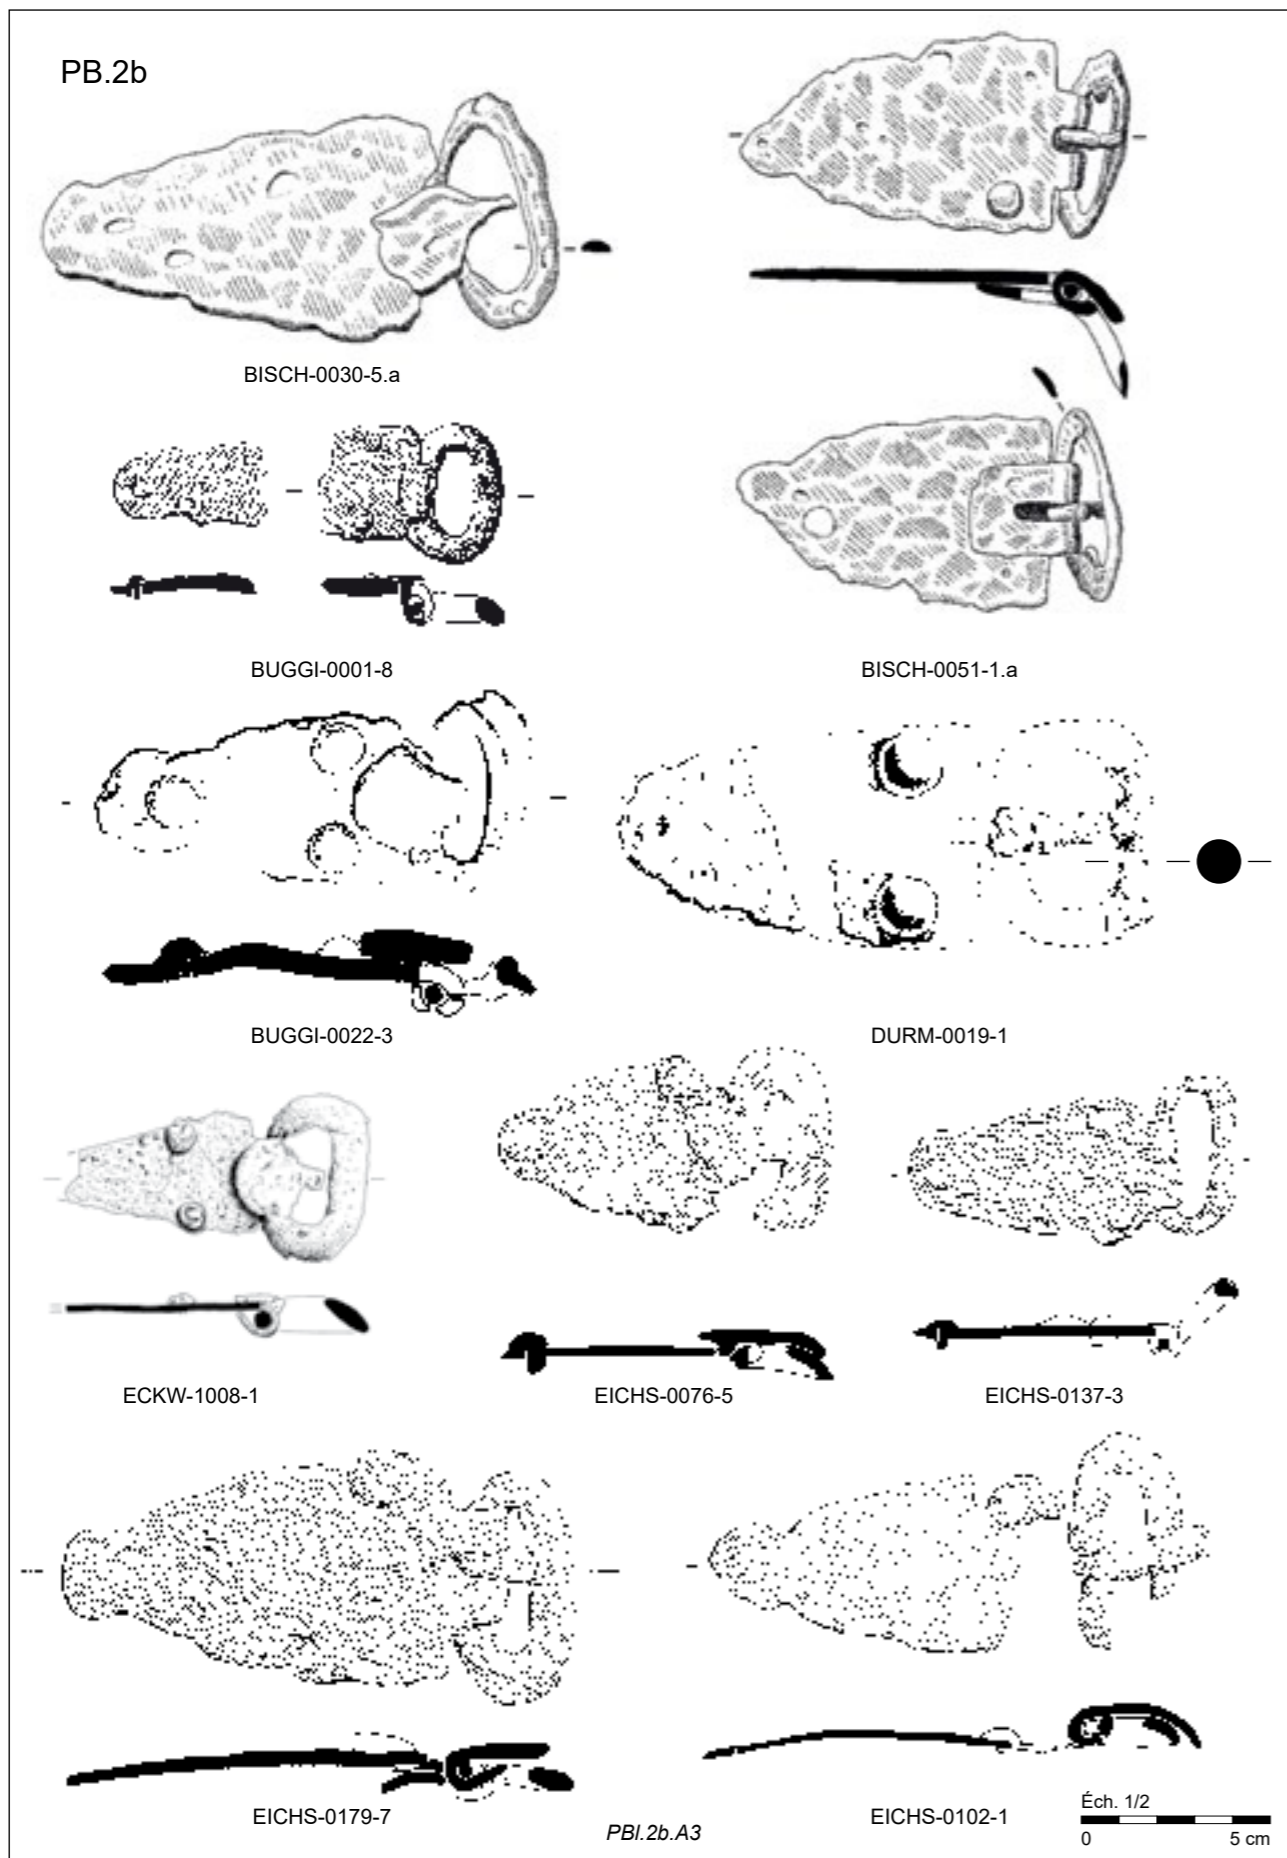 PB.2b
BISCH-0030-5.a
BUGGI-0001-8
BISCH-0051-1.a
BUGGI-0022-3
DURM-0019-1
ECKW-1008-1
EICHS-0076-5
EICHS-0137-3
EICHS-0179-7
EICHS-0102-1
PBl.2b.A3
Éch. 1/2
0 5 cm